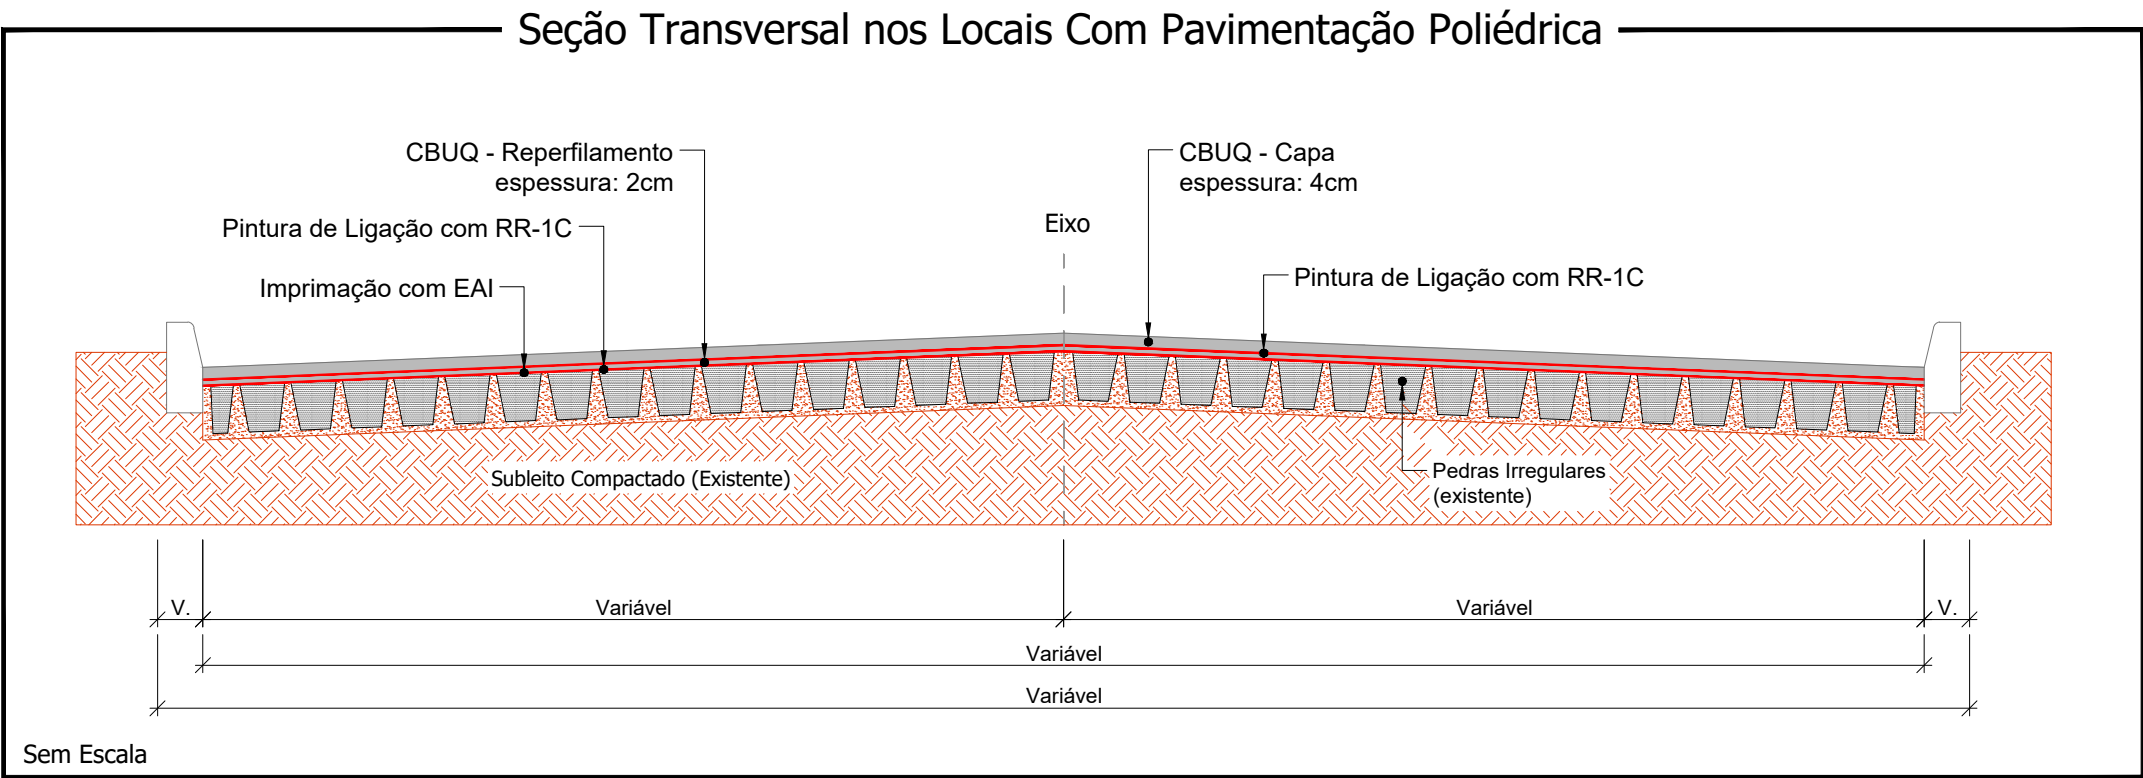 Seção Transversal nos Locais Com Pavimentação Poliédrica
CBUQ - Reperfilamento
espessura: 2cm
CBUQ - Capa
espessura: 4cm
Pintura de Ligação com RR-1C
Eixo
Imprimação com EAI
Pintura de Ligação com RR-1C
Subleito Compactado (Existente)
Pedras Irregulares
(existente)
V.
Variável
Variável
V.
Variável
Variável
Sem Escala